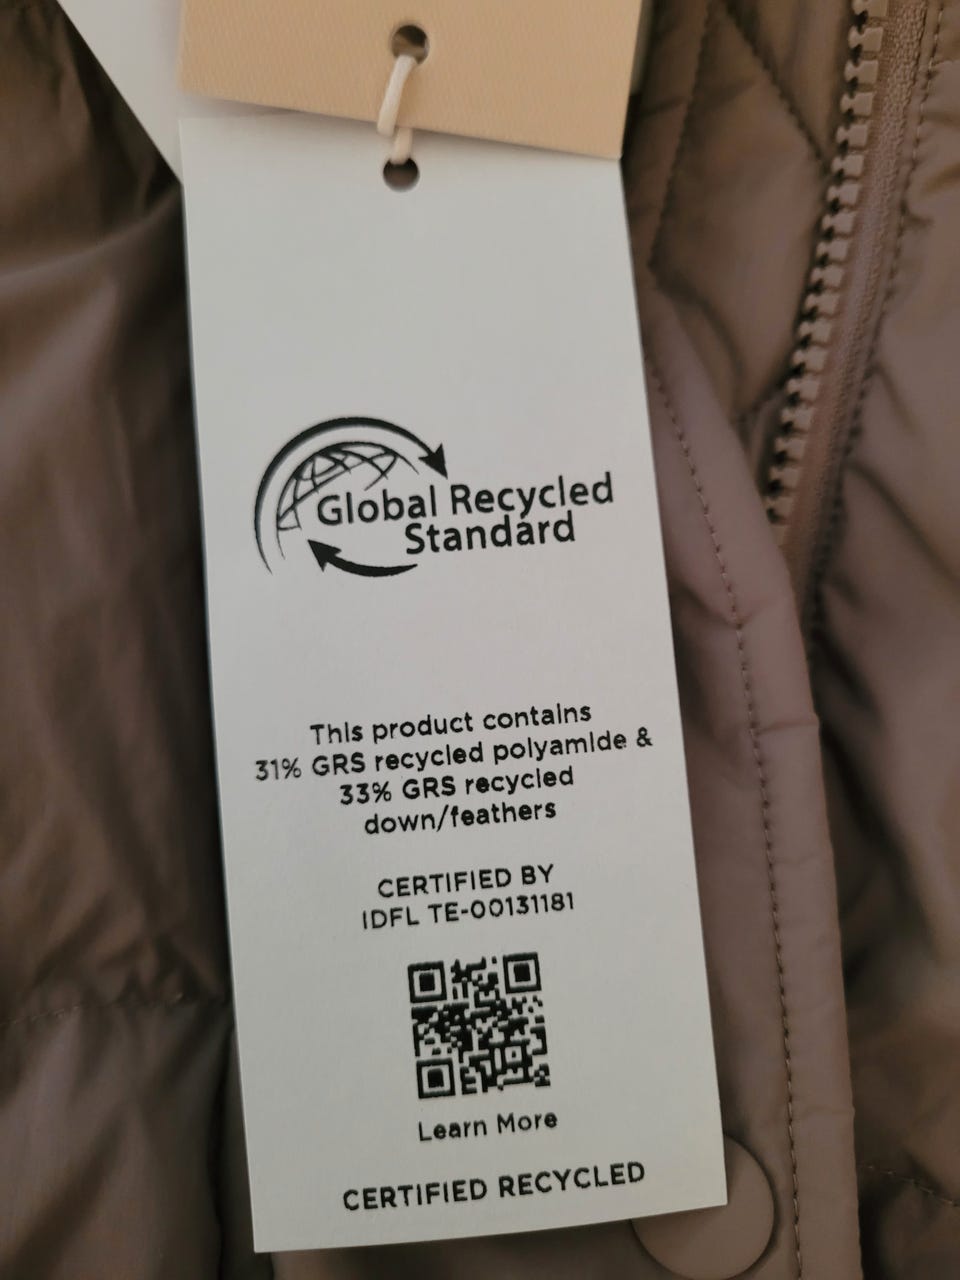 Global Recycled
Standard
This product contains
31% GRS recycled polyamide &
33% GRS recycled
down/feathers
CERTIFIED BY
IDFL TE-00131181
Learn More
CERTIFIED RECYCLED